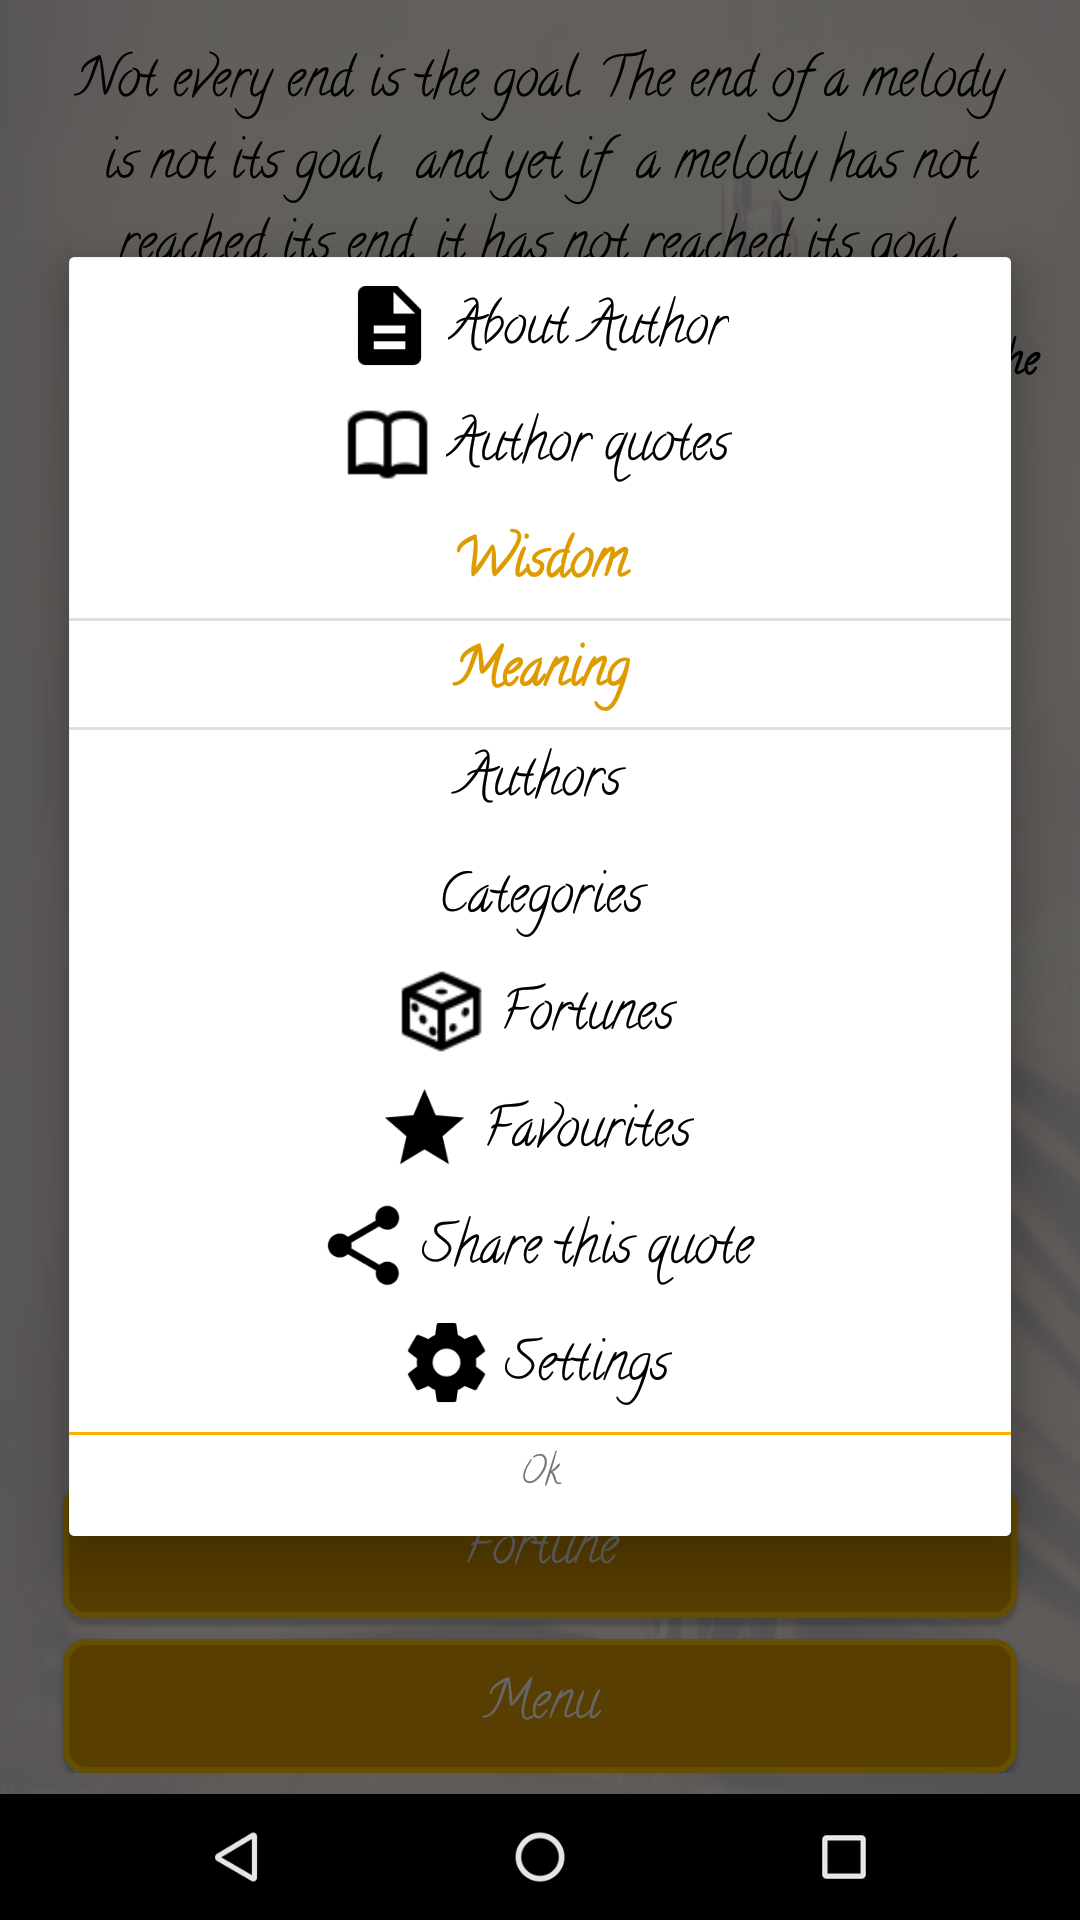 Not every end is the goal. The end of a melody
is not its goal, and yet if a melody has not
reached its end, it has not reached its goal.
About Author
Author quotes
Wisdom
Meaning
Authors
Categories
Fortunes
Favourites
Share this quote
Settings
Ok
Fortune
Menu